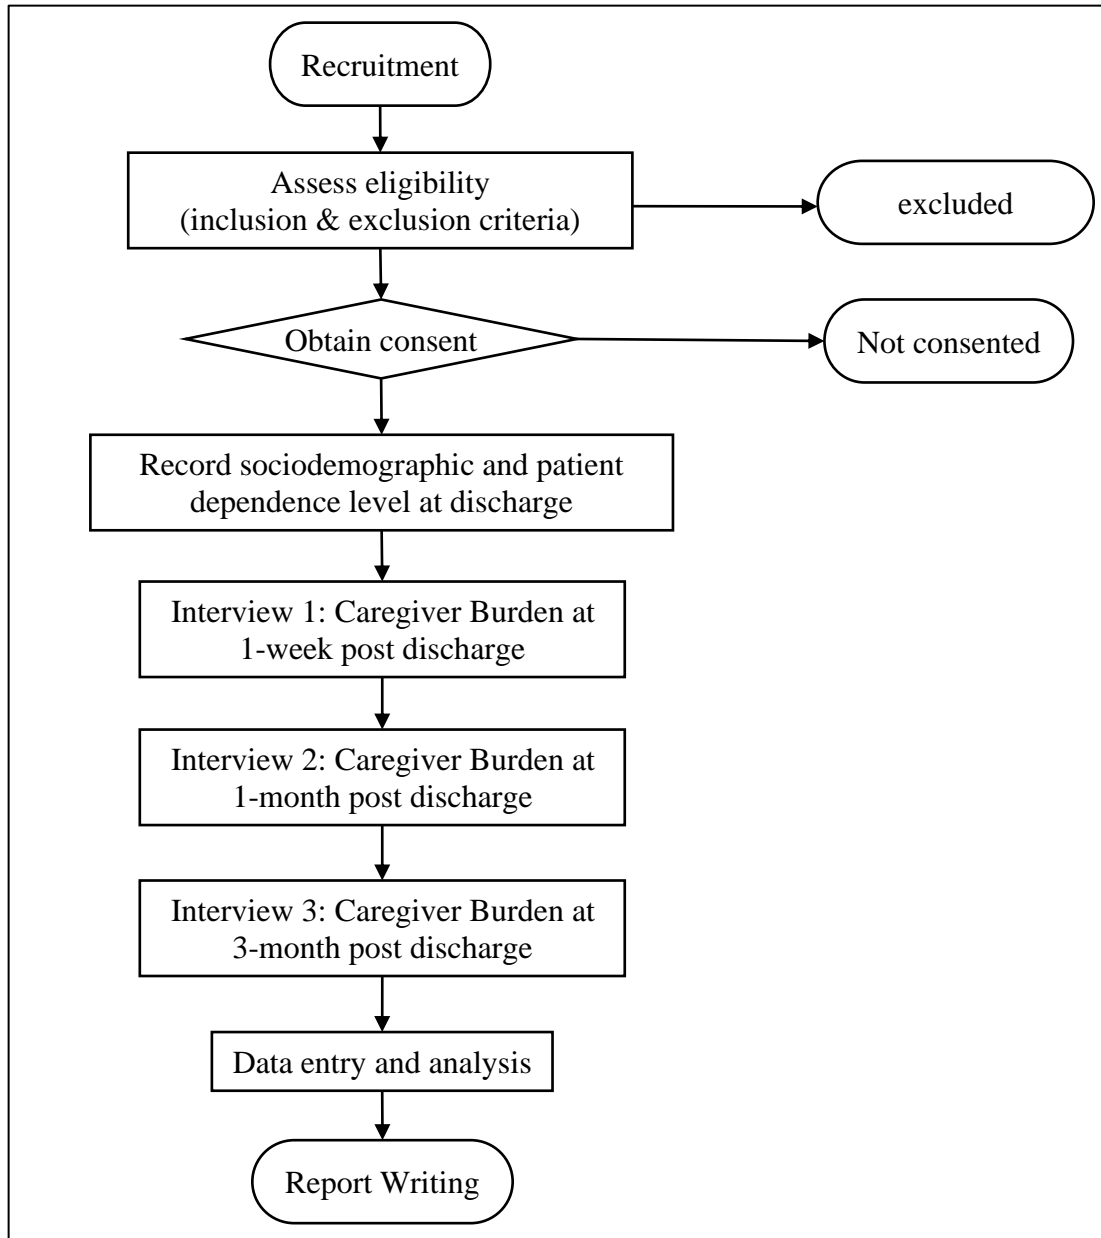 Recruitment
Assess eligibility
(inclusion & exclusion criteria)
excluded
Obtain consent
Not consented
Record sociodemographic and patient
dependence level at discharge
Interview 1: Caregiver Burden at
1-week post discharge
Interview 2: Caregiver Burden at
1-month post discharge
Interview 3: Caregiver Burden at
3-month post discharge
Data entry and analysis
Report Writing